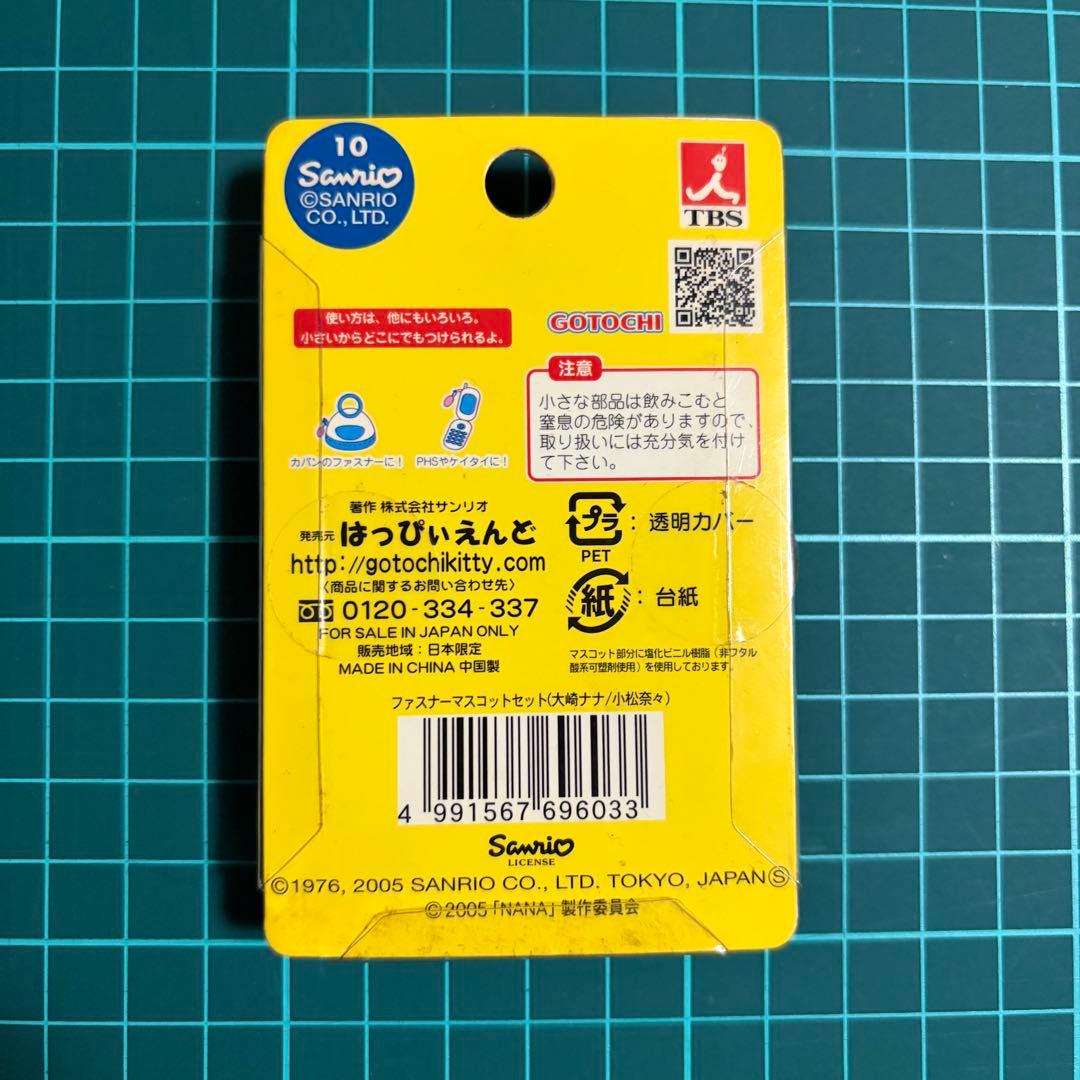 10
Sanrio
©SANRIO
CO., LTD.
TBS
使い方は、他にもいろいろ。
小さいからどこにでもつけられるよ。
GOTOCHI
カバンのファスナーに!
PHSやケイタイに!
注意
小さな部品は飲みこむと
窒息の危険がありますので、
取り扱いには充分気を付け
て下さい。
著作 株式会社サンリオ
発売元 はっぴぃえんど
http://gotochikitty.com
〈商品に関するお問い合わせ先〉
0120-334-337
FOR SALE IN JAPAN ONLY
販売地域:日本限定
MADE IN CHINA 中国製
プラ : 透明カバー
PET
紙 : 台紙
マスコット部分に塩化ビニル樹脂(非フタル
酸系可塑剤使用)を使用しております。
ファスナーマスコットセット(大崎ナナ/小松奈々)
4 991567 696033
Sanrio
LICENSE
©1976, 2005 SANRIO CO., LTD. TOKYO, JAPAN Ⓢ
©2005「NANA」製作委員会